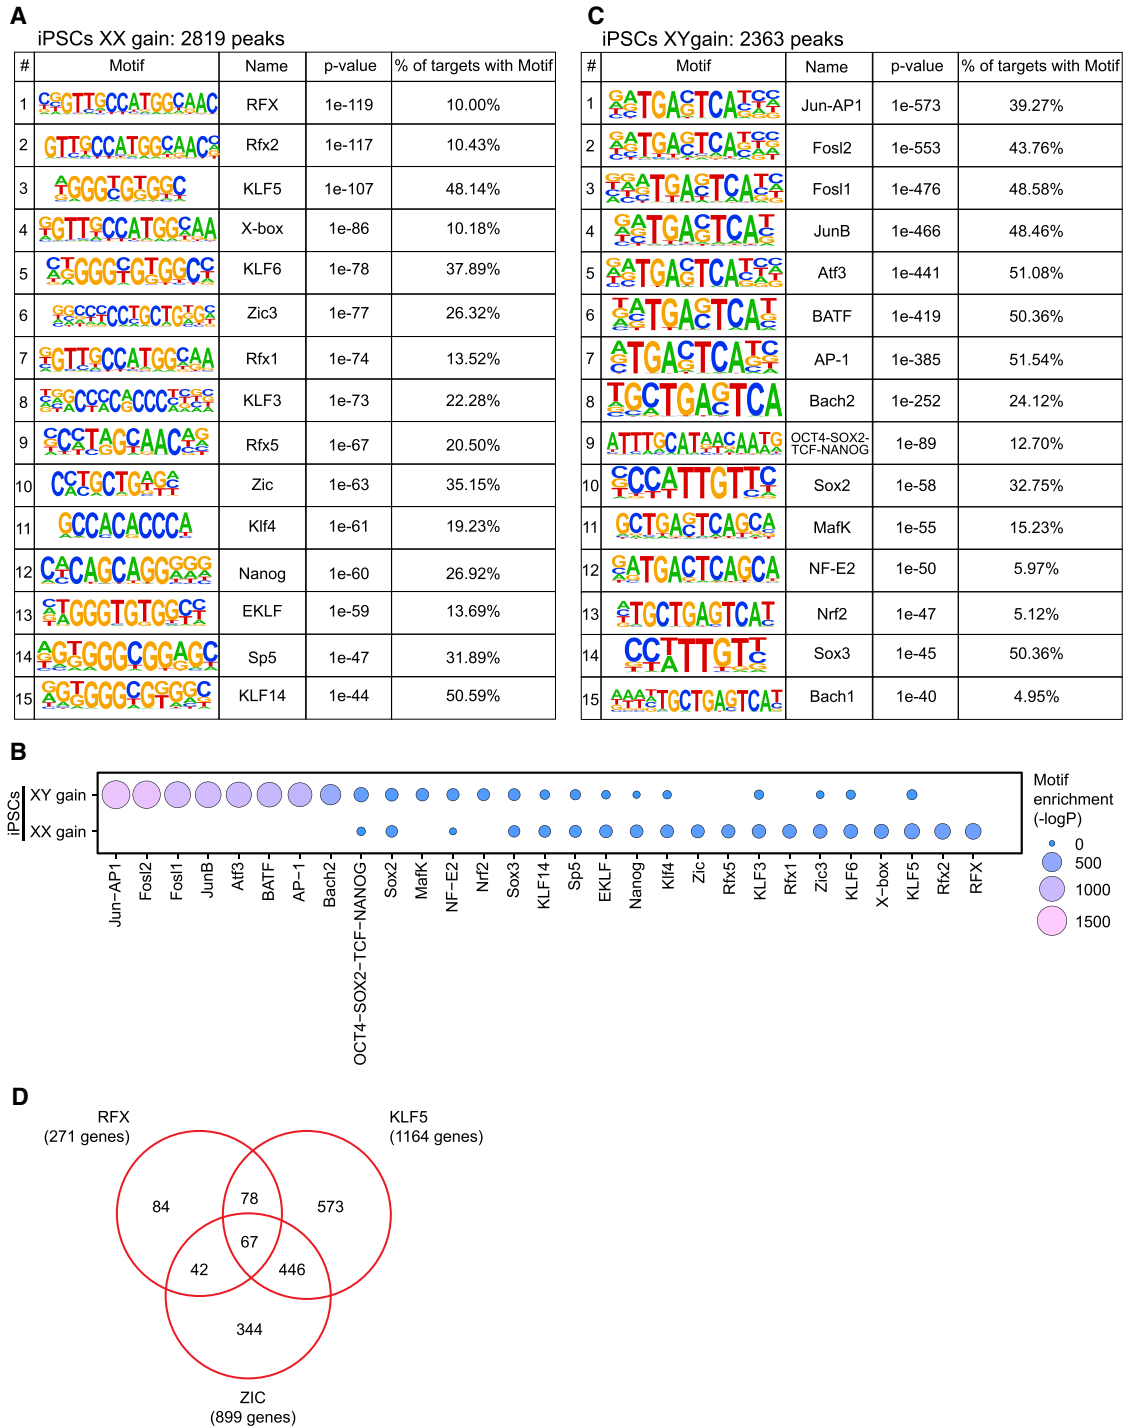 A
iPSCs XX gain: 2819 peaks
# Motif Name p-value % of targets with Motif
1 RFX 1e-119 10.00%
2 Rfx2 1e-117 10.43%
3 KLF5 1e-107 48.14%
4 X-box 1e-86 10.18%
5 KLF6 1e-78 37.89%
6 Zic3 1e-77 26.32%
7 Rfx1 1e-74 13.52%
8 KLF3 1e-73 22.28%
9 Rfx5 1e-67 20.50%
10 Zic 1e-63 35.15%
11 Klf4 1e-61 19.23%
12 Nanog 1e-60 26.92%
13 EKLF 1e-59 13.69%
14 Sp5 1e-47 31.89%
15 KLF14 1e-44 50.59%
C
iPSCs XYgain: 2363 peaks
# Motif Name p-value % of targets with Motif
1 Jun-AP1 1e-573 39.27%
2 Fosl2 1e-553 43.76%
3 Fosl1 1e-476 48.58%
4 JunB 1e-466 48.46%
5 Atf3 1e-441 51.08%
6 BATF 1e-419 50.36%
7 AP-1 1e-385 51.54%
8 Bach2 1e-252 24.12%
9 OCT4-SOX2-
TCF-NANOG 1e-89 12.70%
10 Sox2 1e-58 32.75%
11 MafK 1e-55 15.23%
12 NF-E2 1e-50 5.97%
13 Nrf2 1e-47 5.12%
14 Sox3 1e-45 50.36%
15 Bach1 1e-40 4.95%
B
iPSCs
XY gain
XX gain
Jun−AP1
Fosl2
Fosl1
JunB
Atf3
BATF
AP−1
Bach2
OCT4−SOX2−TCF−NANOG
Sox2
MafK
NF−E2
Nrf2
Sox3
KLF14
Sp5
EKLF
Nanog
Klf4
Zic
Rfx5
KLF3
Rfx1
Zic3
KLF6
X−box
KLF5
Rfx2
RFX
Motif
enrichment
(-logP)
0
500
1000
1500
D
RFX
(271 genes)
KLF5
(1164 genes)
84
78
573
67
42
446
344
ZIC
(899 genes)